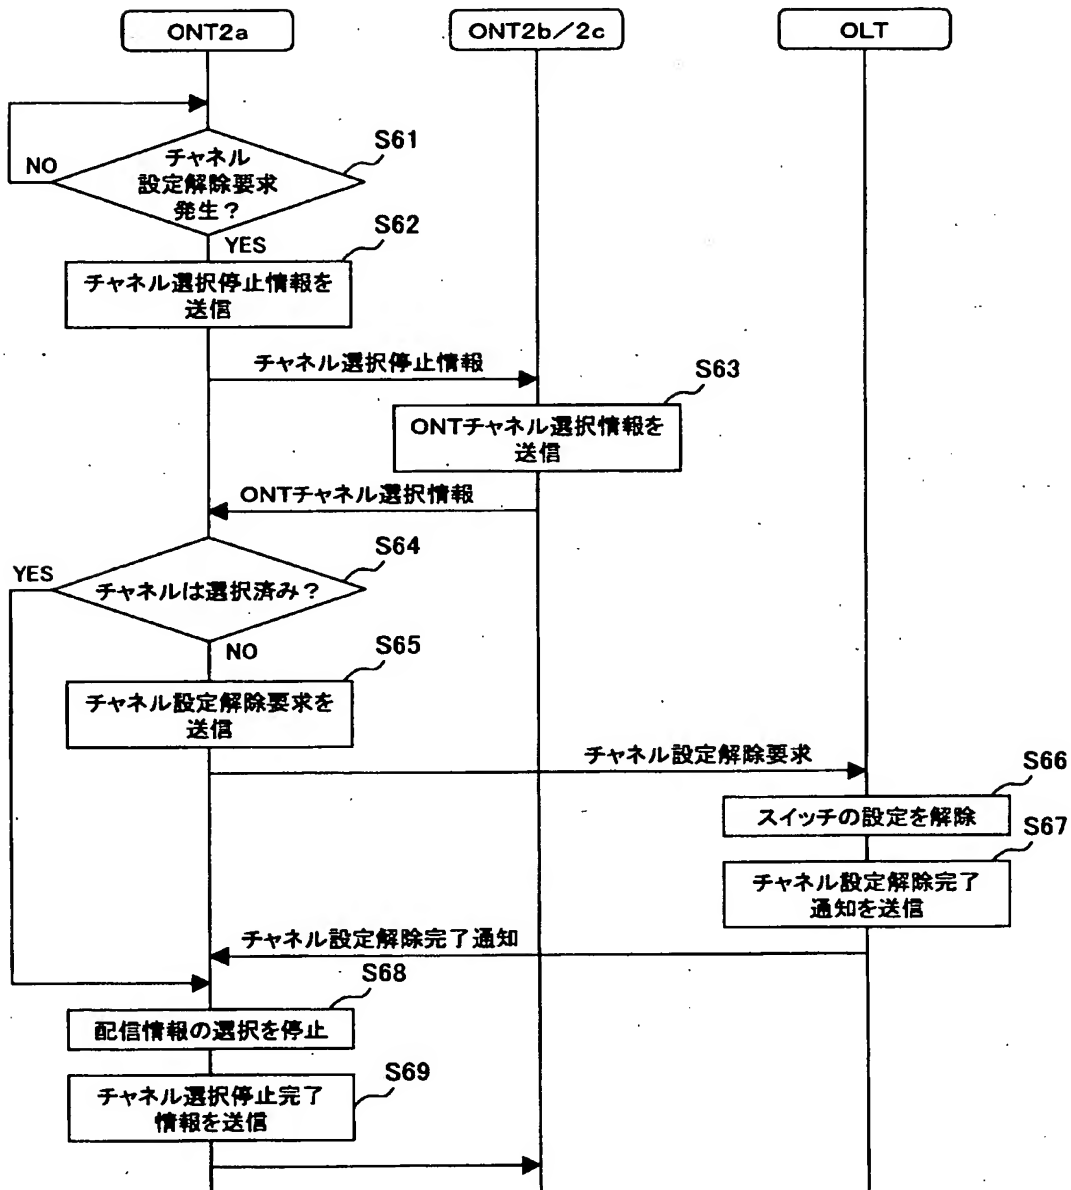 ONT2a
ONT2b／2c
OLT
S61
チャネル
設定解除要求
発生？
NO
YES
S62
チャネル選択停止情報を
送信
チャネル選択停止情報
S63
ONTチャネル選択情報を
送信
ONTチャネル選択情報
S64
YES
チャネルは選択済み？
NO
S65
チャネル設定解除要求を
送信
チャネル設定解除要求
S66
スイッチの設定を解除
S67
チャネル設定解除完了
通知を送信
チャネル設定解除完了通知
S68
配信情報の選択を停止
S69
チャネル選択停止完了
情報を送信